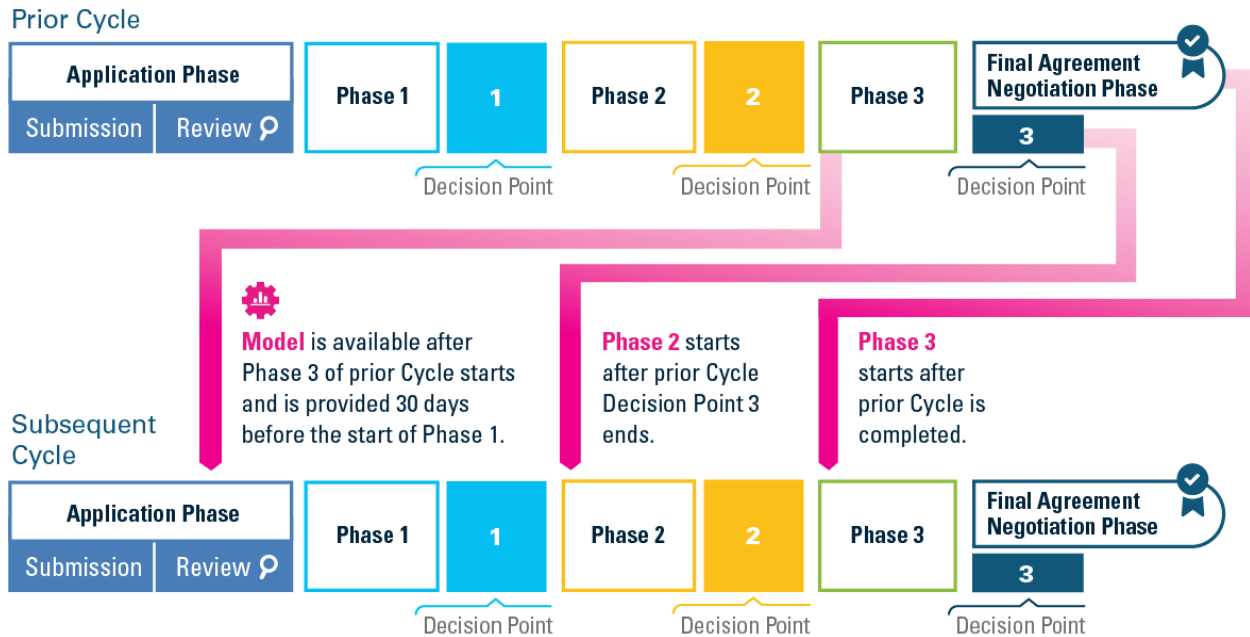 Prior Cycle
Application Phase
Submission
Review
Phase 1
1
Decision Point
Phase 2
2
Decision Point
Phase 3
Final Agreement
Negotiation Phase
3
Decision Point
Model is available after
Phase 3 of prior Cycle starts
and is provided 30 days
before the start of Phase 1.
Phase 2 starts
after prior Cycle
Decision Point 3
ends.
Phase 3
starts after
prior Cycle is
completed.
Subsequent
Cycle
Application Phase
Submission
Review
Phase 1
1
Decision Point
Phase 2
2
Decision Point
Phase 3
Final Agreement
Negotiation Phase
3
Decision Point